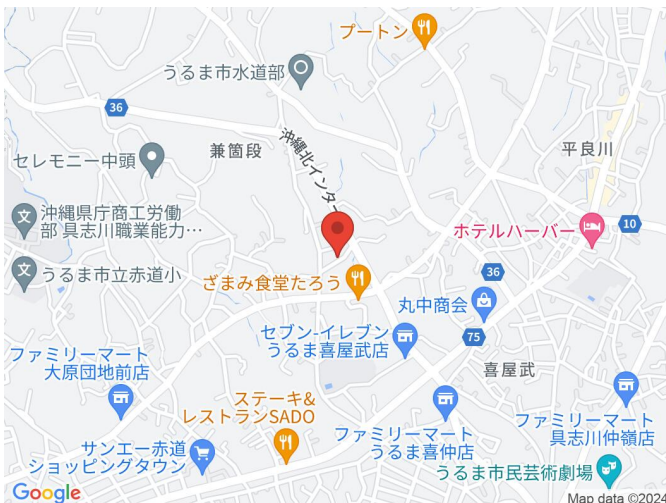 プートン
うるま市水道部
36
沖縄北インター
兼箇段
平良川
セレモニー中頭
沖縄県庁商工労働
部 具志川職業能力…
ホテルハーバー
10
うるま市立赤道小
ざまみ食堂たろう
36
丸中商会
セブン-イレブン
うるま喜屋武店
75
ファミリーマート
大原団地前店
喜屋武
ステーキ&
レストランSADO
ファミリーマート
うるま喜仲店
ファミリーマート
具志川仲嶺店
サンエー赤道
ショッピングタウン
うるま市民芸術劇場
Google
Map data ©2024
文
文